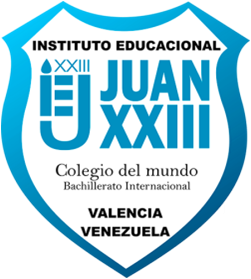 INSTITUTO EDUCACIONAL
XXIII
JUAN
XXIII
Colegio del mundo
Bachillerato Internacional
VALENCIA
VENEZUELA